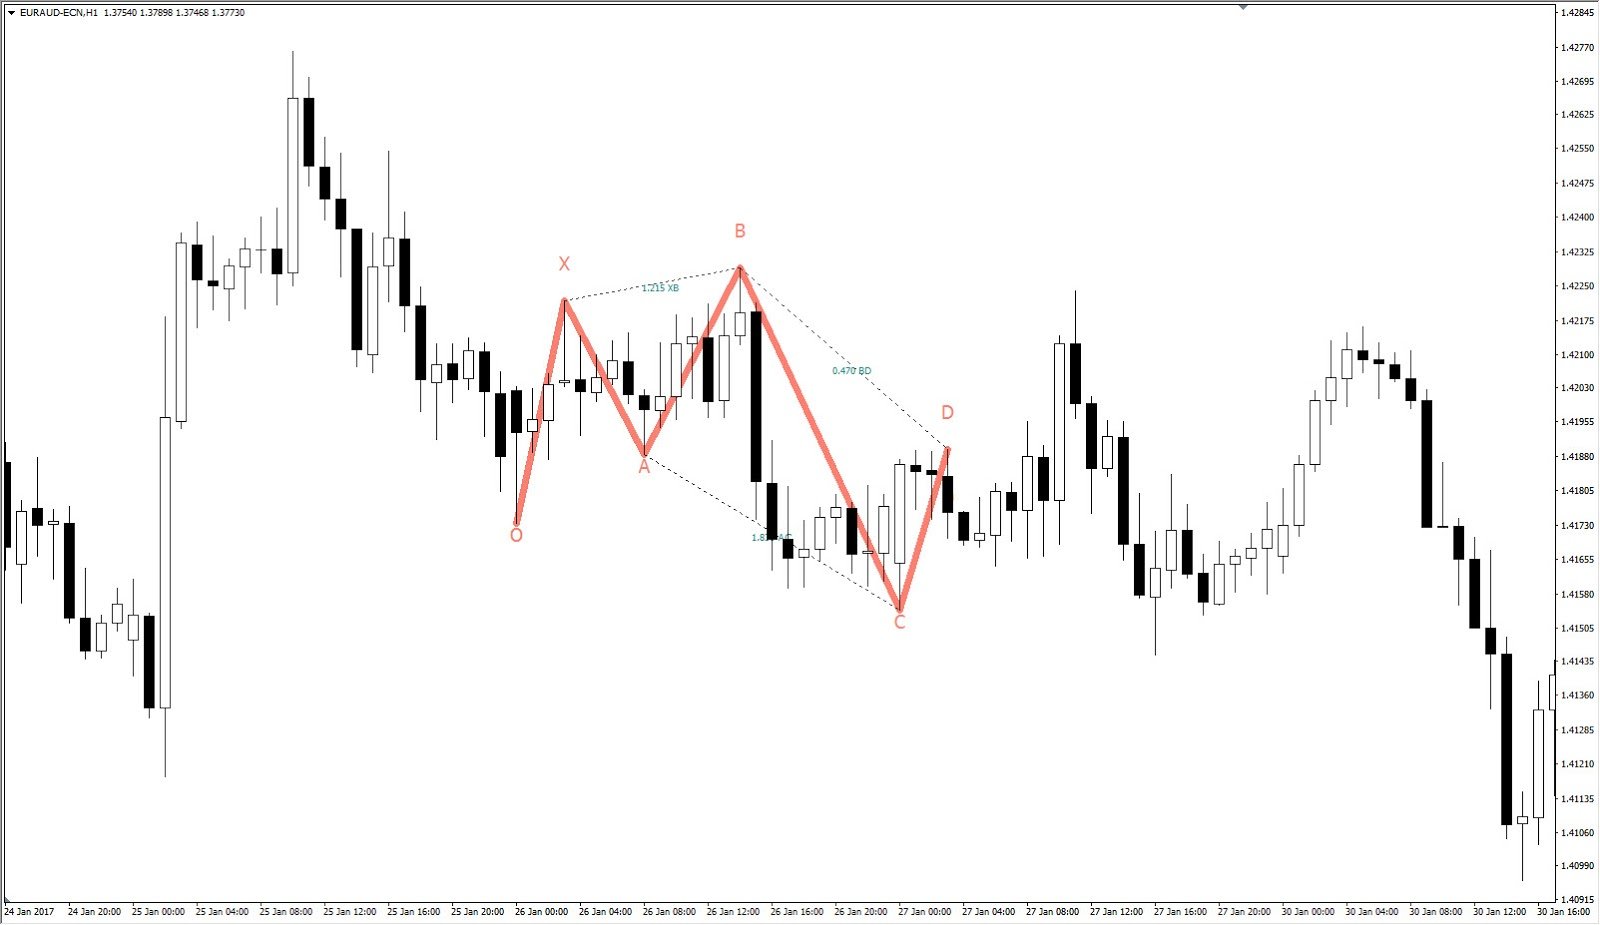 EURAUD-ECN,H1 1.37540 1.37898 1.37468 1.37730
1.42845
1.42770
1.42695
1.42625
1.42550
1.42475
1.42400
1.42325
1.42250
1.42175
1.42100
1.42030
1.41955
1.41880
1.41805
1.41730
1.41655
1.41580
1.41505
1.41435
1.41360
1.41285
1.41210
1.41135
1.41060
1.40990
1.40915
B
X
1.215 XB
0.470 BD
D
A
O
C
24 Jan 2017
24 Jan 20:00
25 Jan 00:00
25 Jan 04:00
25 Jan 08:00
25 Jan 12:00
25 Jan 16:00
25 Jan 20:00
26 Jan 00:00
26 Jan 04:00
26 Jan 08:00
26 Jan 12:00
26 Jan 16:00
26 Jan 20:00
27 Jan 00:00
27 Jan 04:00
27 Jan 08:00
27 Jan 12:00
27 Jan 16:00
27 Jan 20:00
30 Jan 00:00
30 Jan 04:00
30 Jan 08:00
30 Jan 12:00
30 Jan 16:00